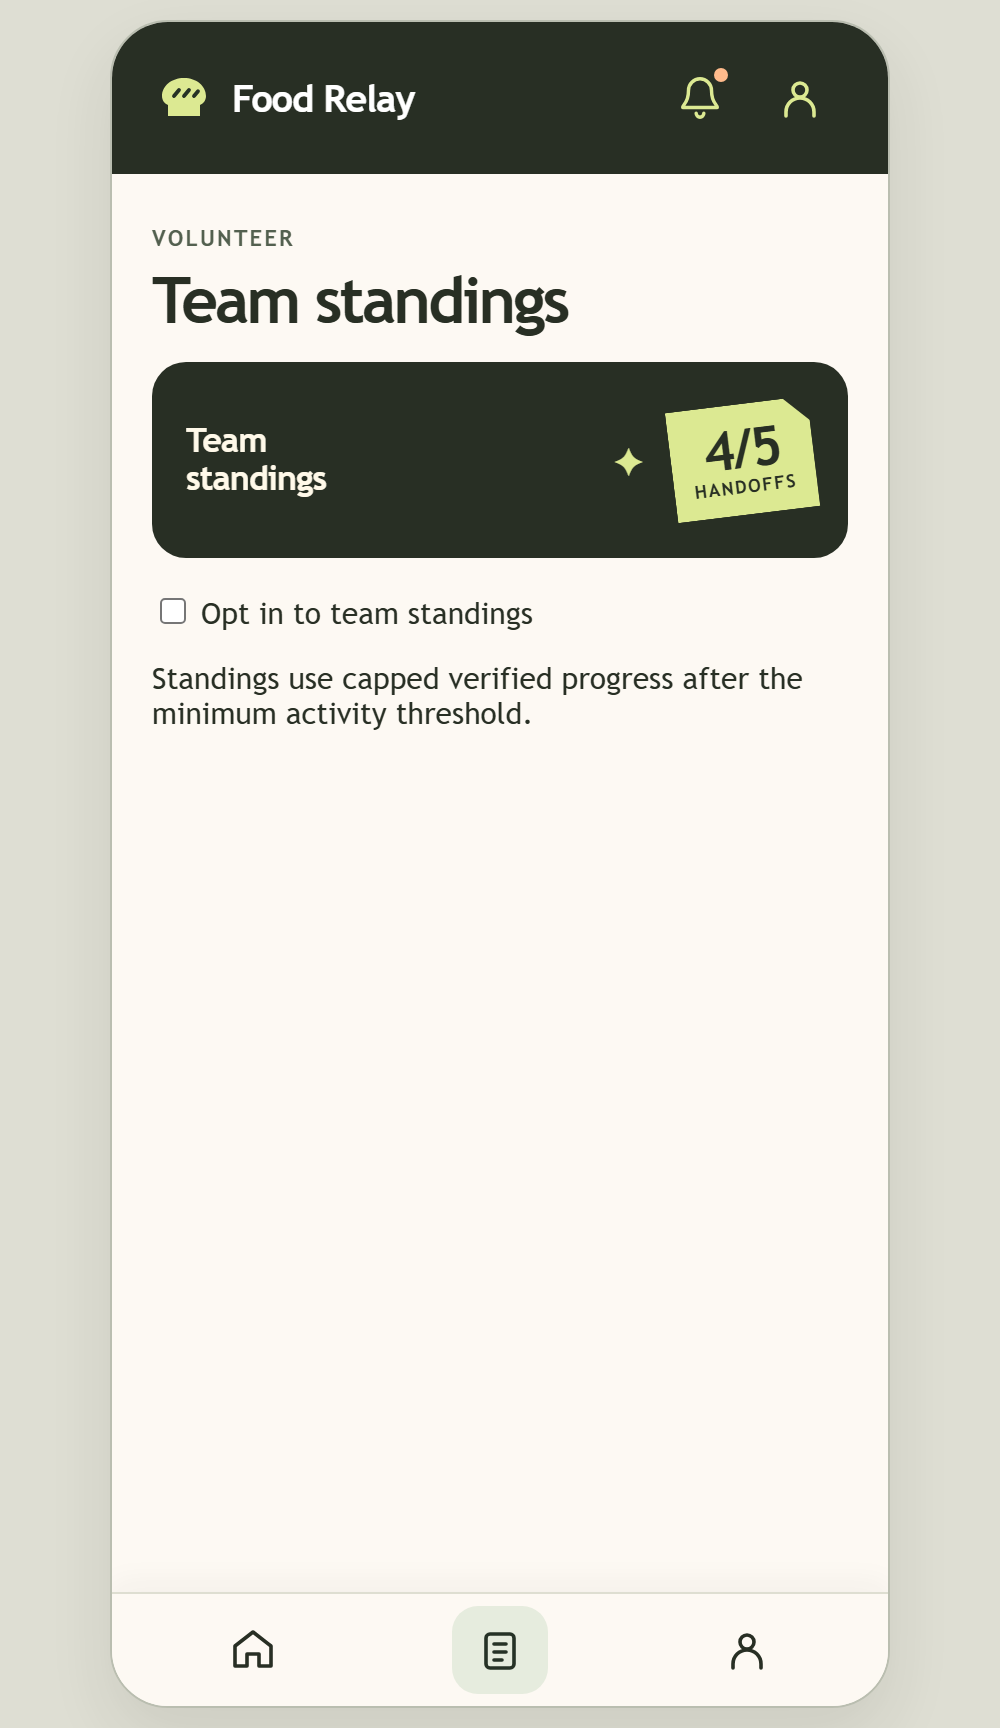 Food Relay
VOLUNTEER
Team standings
Team
standings
4/5
HANDOFFS
Opt in to team standings
Standings use capped verified progress after the
minimum activity threshold.